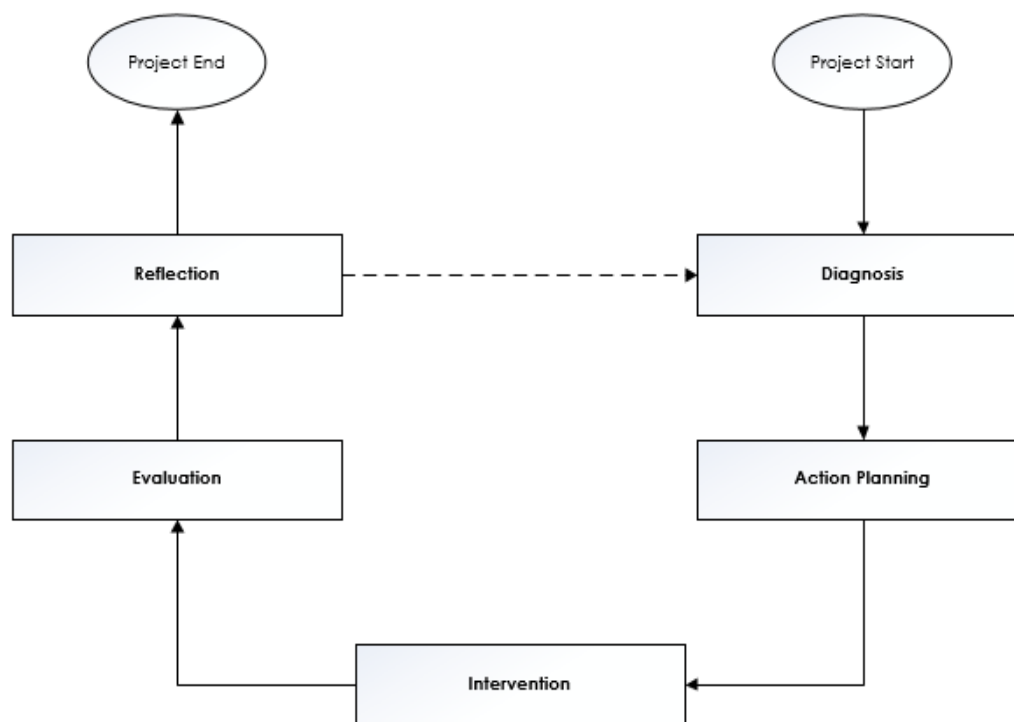 Project End
Project Start
Reflection
Diagnosis
Evaluation
Action Planning
Intervention